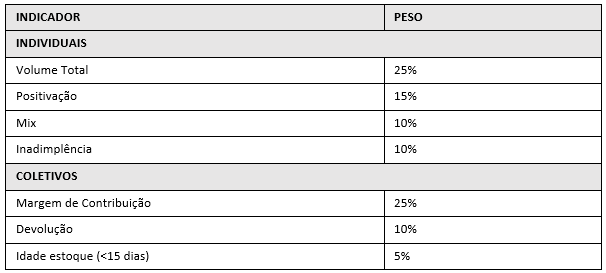 INDICADOR PESO
INDIVIDUAIS
Volume Total 25%
Positivação 15%
Mix 10%
Inadimplência 10%
COLETIVOS
Margem de Contribuição 25%
Devolução 10%
Idade estoque (<15 dias) 5%